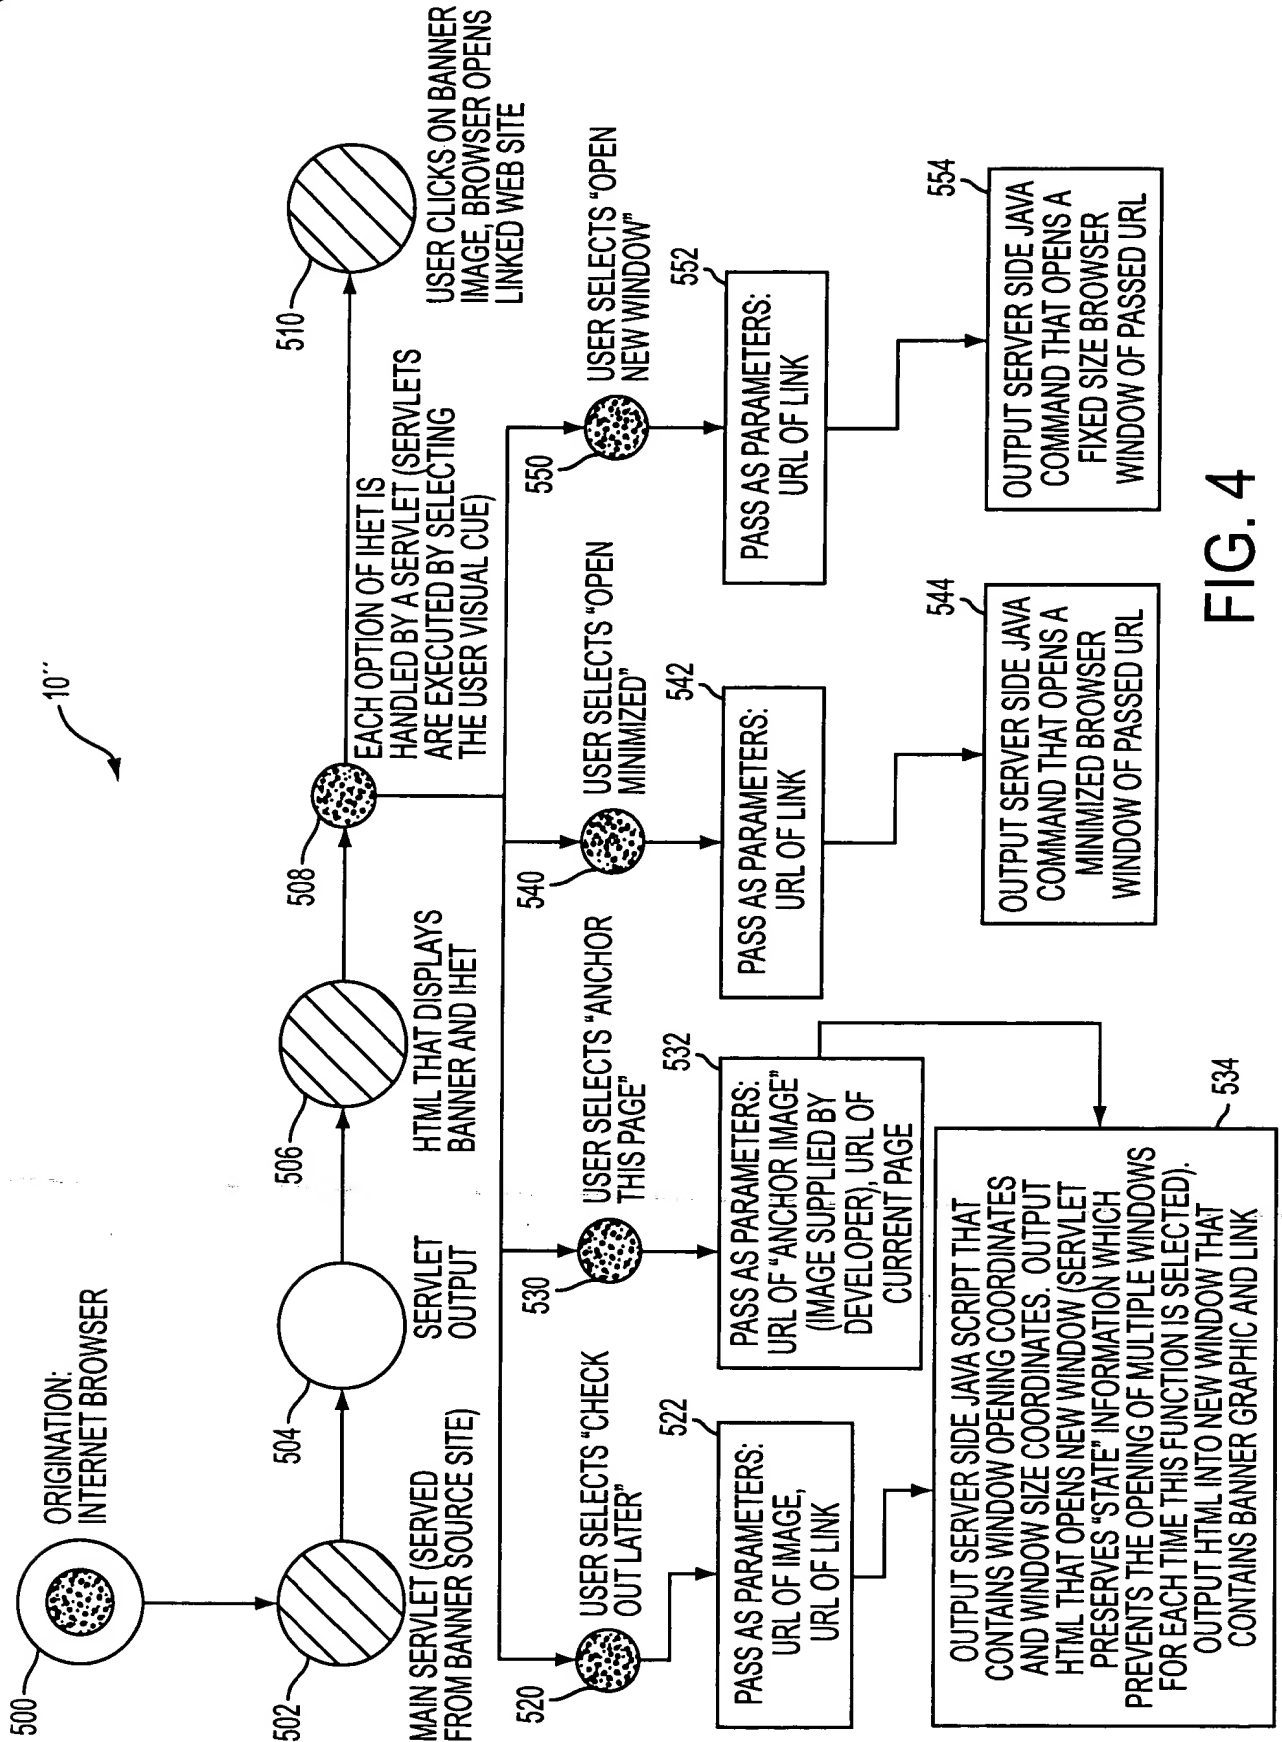 10''
500
ORIGINATION:
INTERNET BROWSER
502
MAIN SERVLET (SERVED
FROM BANNER SOURCE SITE)
504
SERVLET
OUTPUT
506
HTML THAT DISPLAYS
BANNER AND IHET
508
EACH OPTION OF IHET IS
HANDLED BY A SERVLET (SERVLETS
ARE EXECUTED BY SELECTING
THE USER VISUAL CUE)
510
USER CLICKS ON BANNER
IMAGE, BROWSER OPENS
LINKED WEB SITE
520
USER SELECTS "CHECK
OUT LATER"
530
USER SELECTS "ANCHOR
THIS PAGE"
540
USER SELECTS "OPEN
MINIMIZED"
550
USER SELECTS "OPEN
NEW WINDOW"
522
PASS AS PARAMETERS:
URL OF IMAGE,
URL OF LINK
532
PASS AS PARAMETERS:
URL OF "ANCHOR IMAGE"
(IMAGE SUPPLIED BY
DEVELOPER), URL OF
CURRENT PAGE
542
PASS AS PARAMETERS:
URL OF LINK
552
PASS AS PARAMETERS:
URL OF LINK
534
OUTPUT SERVER SIDE JAVA SCRIPT THAT
CONTAINS WINDOW OPENING COORDINATES
AND WINDOW SIZE COORDINATES. OUTPUT
HTML THAT OPENS NEW WINDOW (SERVLET
PRESERVES "STATE" INFORMATION WHICH
PREVENTS THE OPENING OF MULTIPLE WINDOWS
FOR EACH TIME THIS FUNCTION IS SELECTED).
OUTPUT HTML INTO NEW WINDOW THAT
CONTAINS BANNER GRAPHIC AND LINK
544
OUTPUT SERVER SIDE JAVA
COMMAND THAT OPENS A
MINIMIZED BROWSER
WINDOW OF PASSED URL
554
OUTPUT SERVER SIDE JAVA
COMMAND THAT OPENS A
FIXED SIZE BROWSER
WINDOW OF PASSED URL
FIG. 4